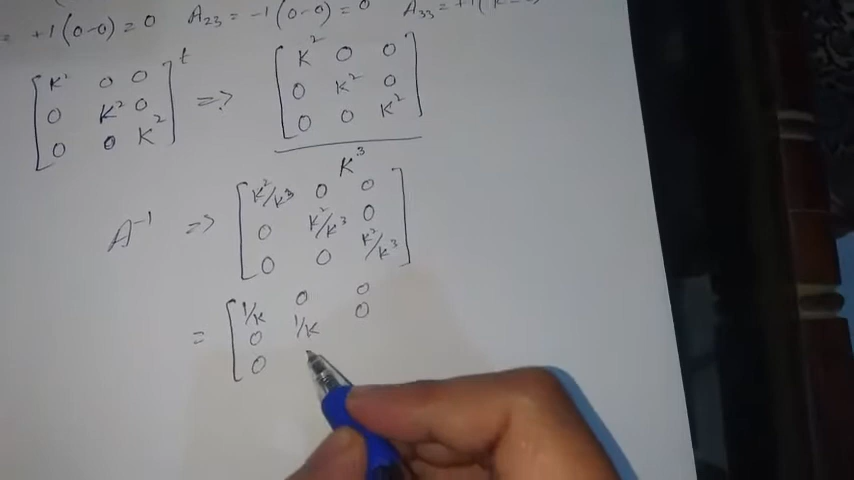 = +1(0-0) = 0 A₂₃ = -1(0-0) = 0 A₃₃ = +1(
[K² 0 0]ᵗ => [K² 0 0]
[0 K² 0] [0 K² 0]
[0 0 K²] [0 0 K²]
K³
A⁻¹ => [K²/K³ 0 0]
[0 K²/K³ 0]
[0 0 K²/K³]
= [1/K 0 0
0 1/K 0
0